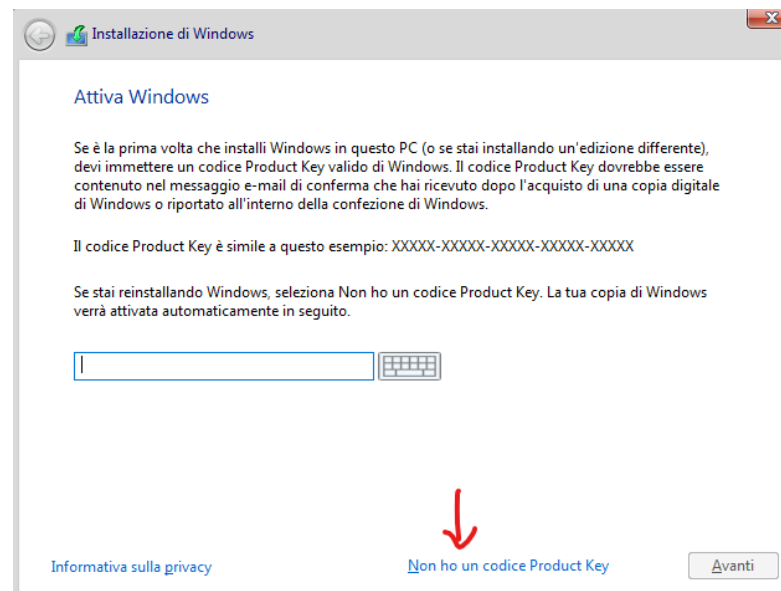 Installazione di Windows
Attiva Windows
Se è la prima volta che installi Windows in questo PC (o se stai installando un'edizione differente),
devi immettere un codice Product Key valido di Windows. Il codice Product Key dovrebbe essere
contenuto nel messaggio e-mail di conferma che hai ricevuto dopo l'acquisto di una copia digitale
di Windows o riportato all'interno della confezione di Windows.
Il codice Product Key è simile a questo esempio: XXXXX-XXXXX-XXXXX-XXXXX-XXXXX
Se stai reinstallando Windows, seleziona Non ho un codice Product Key. La tua copia di Windows
verrà attivata automaticamente in seguito.
Informativa sulla privacy
Non ho un codice Product Key
Avanti